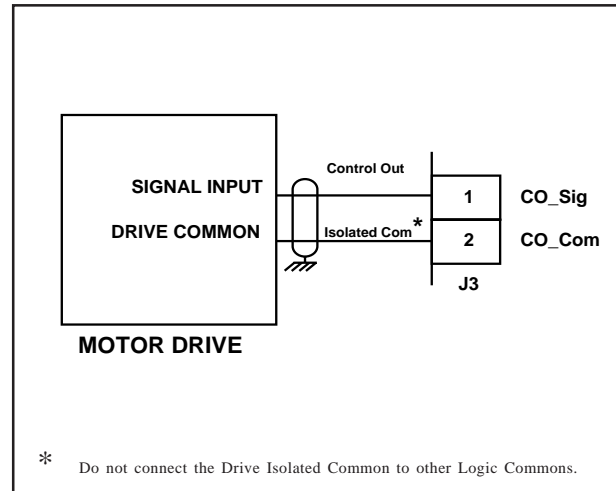 Control Out
SIGNAL INPUT 1 CO_Sig
DRIVE COMMON Isolated Com * 2 CO_Com
J3
MOTOR DRIVE
* Do not connect the Drive Isolated Common to other Logic Commons.